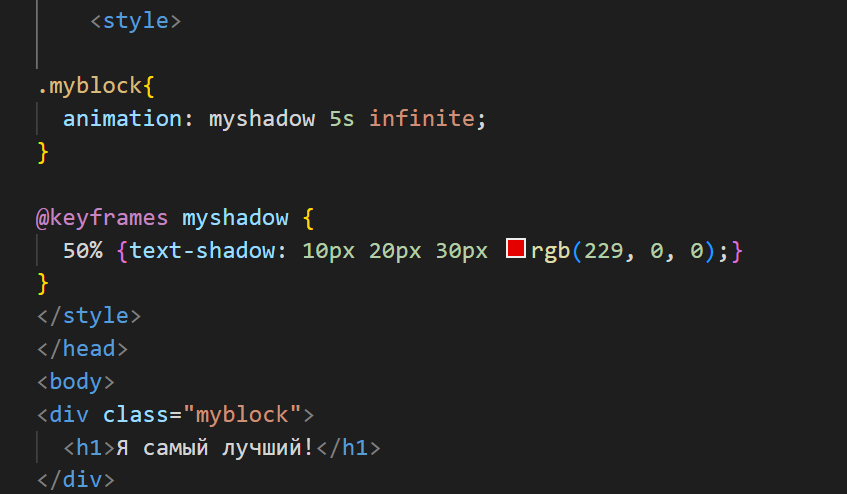 <style>
.myblock{
animation: myshadow 5s infinite;
}
@keyframes myshadow {
50% {text-shadow: 10px 20px 30px rgb(229, 0, 0);}
}
</style>
</head>
<body>
<div class="myblock">
<h1>Я самый лучший!</h1>
</div>